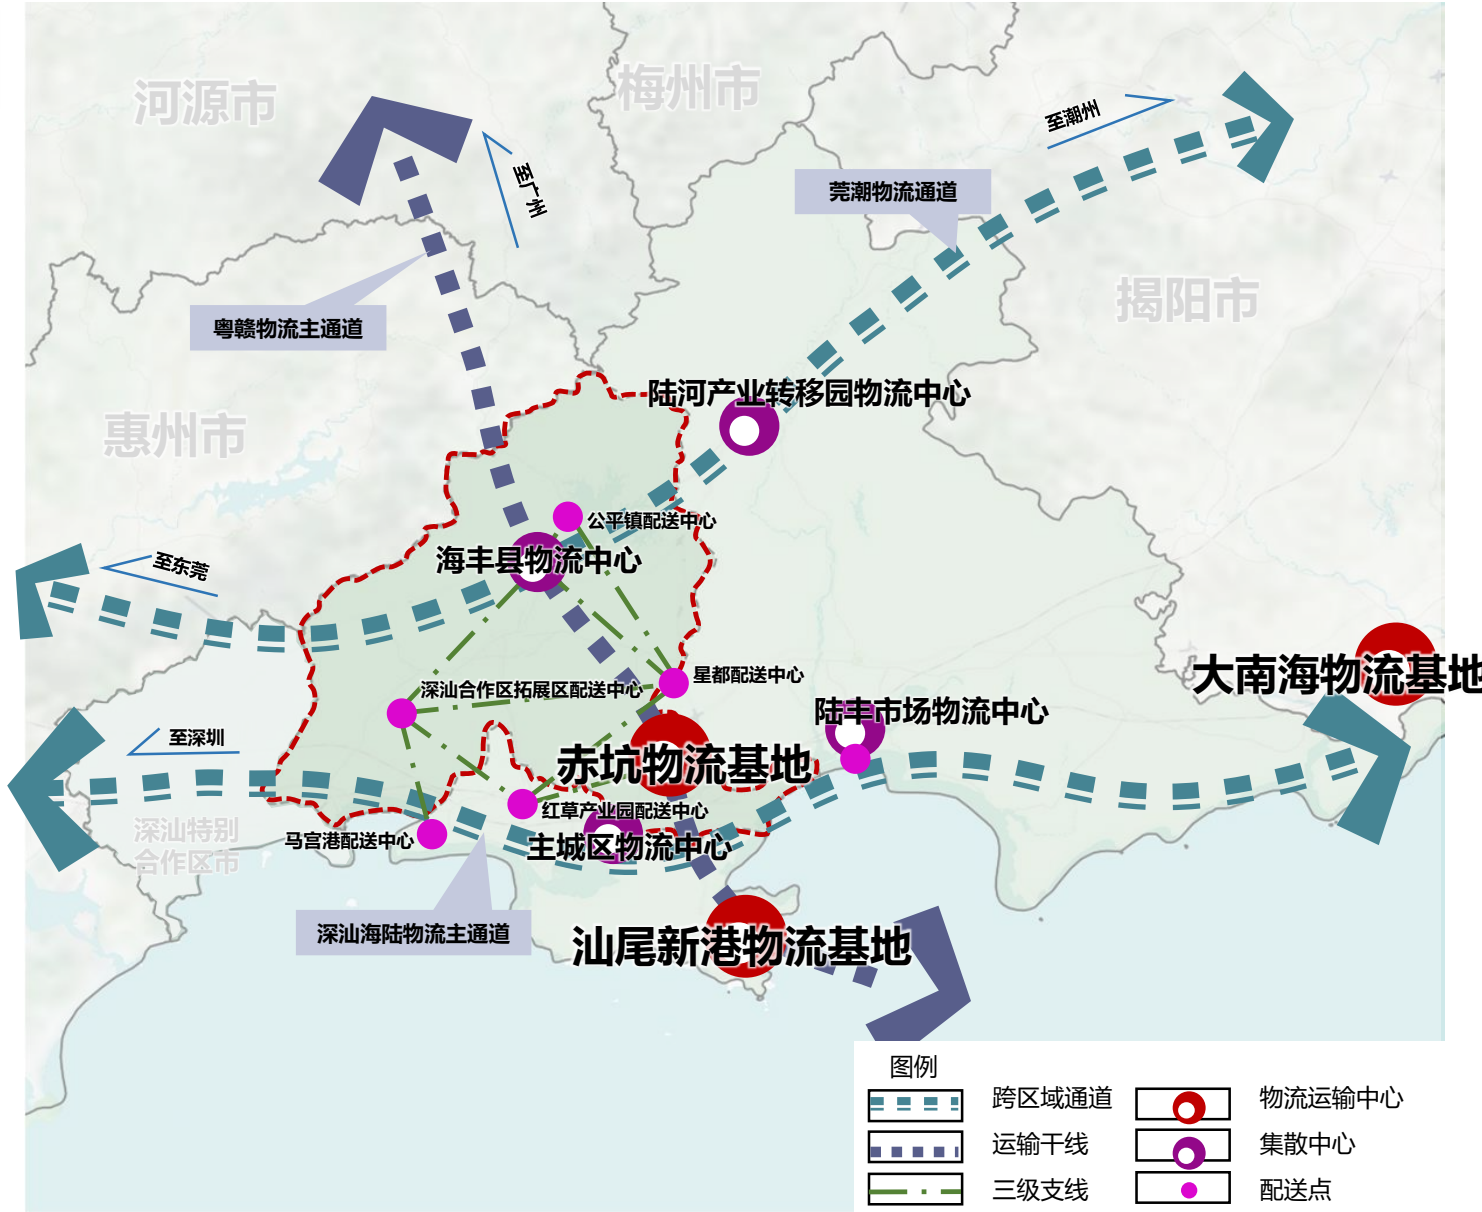 河源市
梅州市
至潮州
至广州
莞潮物流通道
揭阳市
粤赣物流主通道
陆河产业转移园物流中心
惠州市
公平镇配送中心
海丰县物流中心
至东莞
星都配送中心
大南海物流基地
深汕合作区拓展区配送中心
陆丰市场物流中心
至深圳
赤坑物流基地
红草产业园配送中心
深汕特别
合作区市
马宫港配送中心
主城区物流中心
深汕海陆物流主通道
汕尾新港物流基地
图例
跨区域通道
物流运输中心
运输干线
集散中心
三级支线
配送点